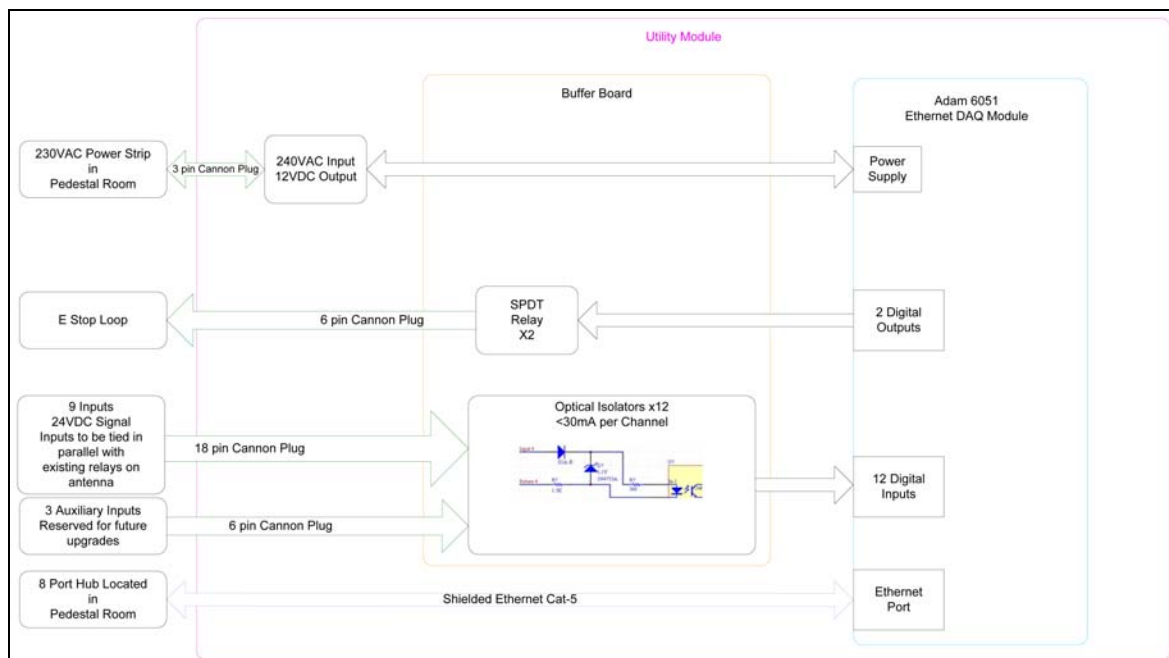 Utility Module
Buffer Board
Adam 6051
Ethernet DAQ Module
230VAC Power Strip
in
Pedestal Room
3 pin Cannon Plug
240VAC Input
12VDC Output
Power
Supply
E Stop Loop
6 pin Cannon Plug
SPDT
Relay
X2
2 Digital
Outputs
9 Inputs
24VDC Signal
Inputs to be tied in
parallel with
existing relays on
antenna
18 pin Cannon Plug
Optical Isolators x12
<30mA per Channel
12 Digital
Inputs
3 Auxiliary Inputs
Reserved for future
upgrades
6 pin Cannon Plug
8 Port Hub Located
in
Pedestal Room
Shielded Ethernet Cat-5
Ethernet
Port